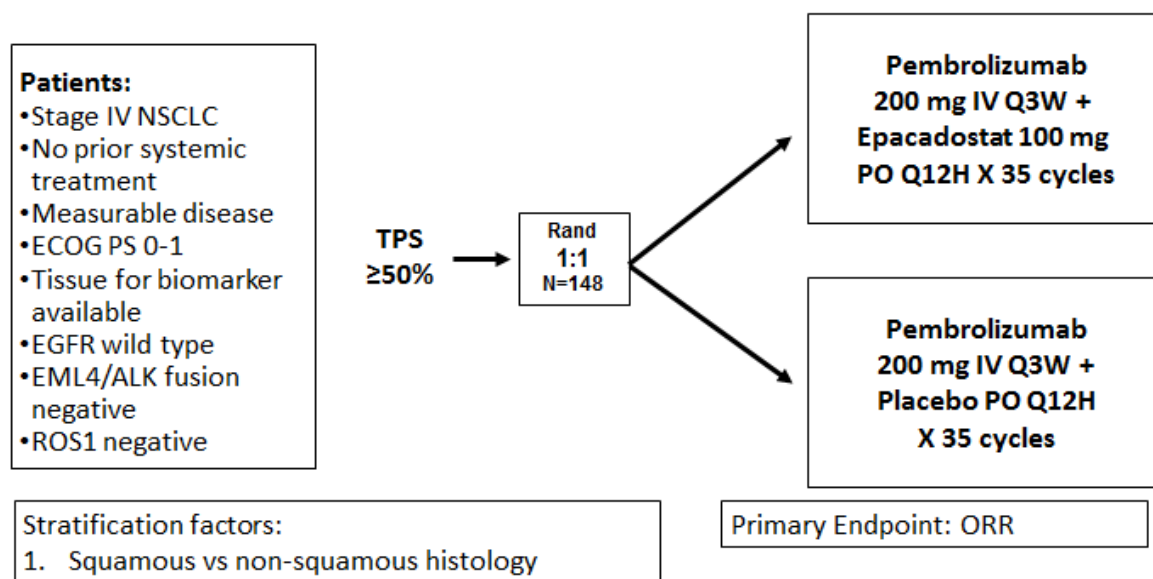 Patients:
•Stage IV NSCLC
•No prior systemic
treatment
•Measurable disease
•ECOG PS 0-1
•Tissue for biomarker
available
•EGFR wild type
•EML4/ALK fusion
negative
•ROS1 negative
TPS
≥50%
Rand
1:1
N=148
Pembrolizumab
200 mg IV Q3W +
Epacadostat 100 mg
PO Q12H X 35 cycles
Pembrolizumab
200 mg IV Q3W +
Placebo PO Q12H
X 35 cycles
Stratification factors:
1. Squamous vs non-squamous histology
Primary Endpoint: ORR